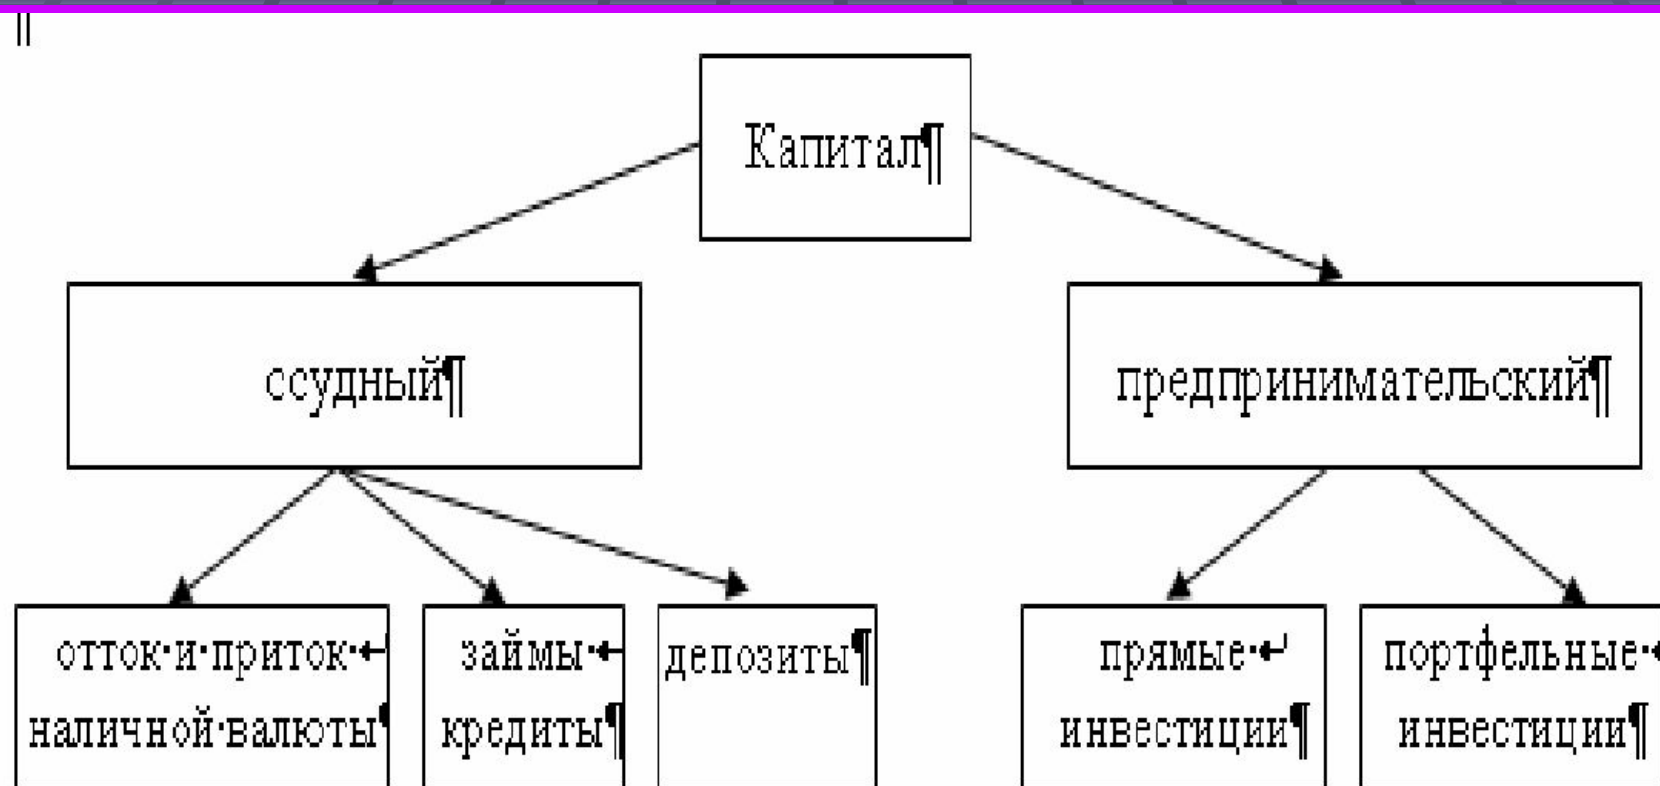 Капитал¶
ссудный¶
предпринимательский¶
отток·и·приток·↵
наличной·валюты¶
займы·↵
кредиты¶
депозиты¶
прямые·↵
инвестиции¶
портфельные·↵
инвестиции¶